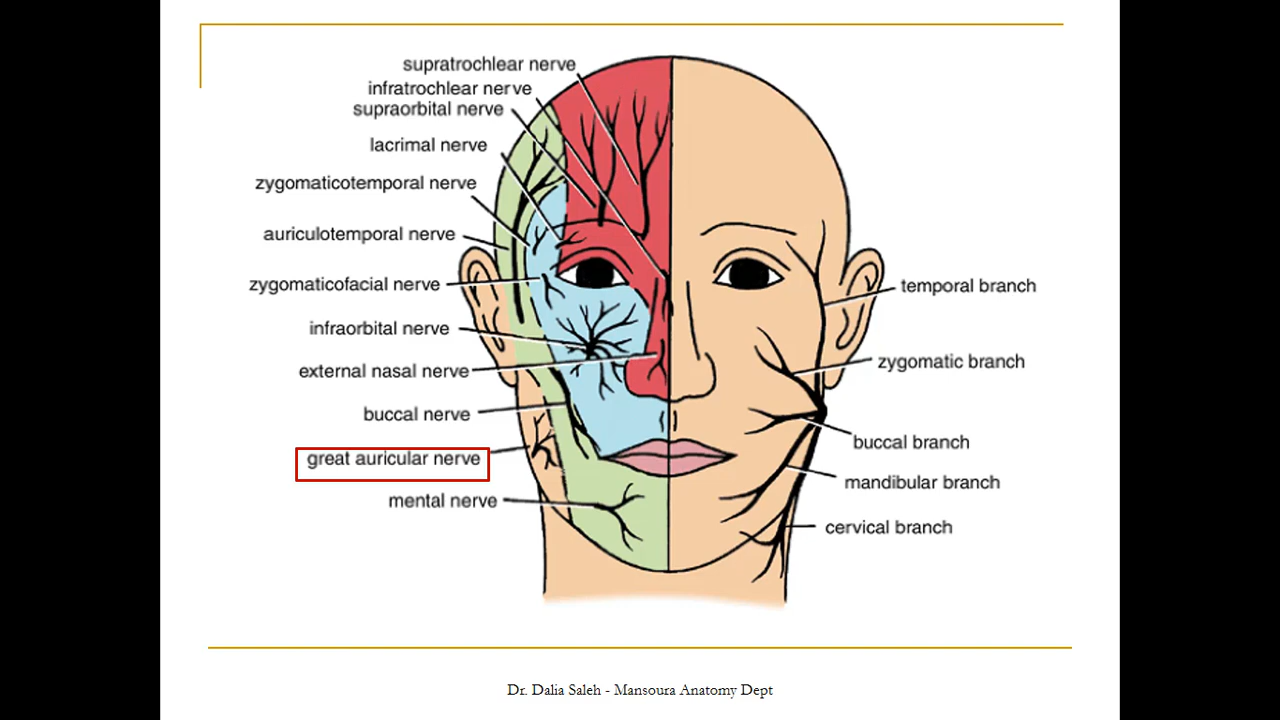 supratrochlear nerve
infratrochlear nerve
supraorbital nerve
lacrimal nerve
zygomaticotemporal nerve
auriculotemporal nerve
zygomaticofacial nerve
infraorbital nerve
external nasal nerve
buccal nerve
great auricular nerve
mental nerve
temporal branch
zygomatic branch
buccal branch
mandibular branch
cervical branch
Dr. Dalia Saleh - Mansoura Anatomy Dept